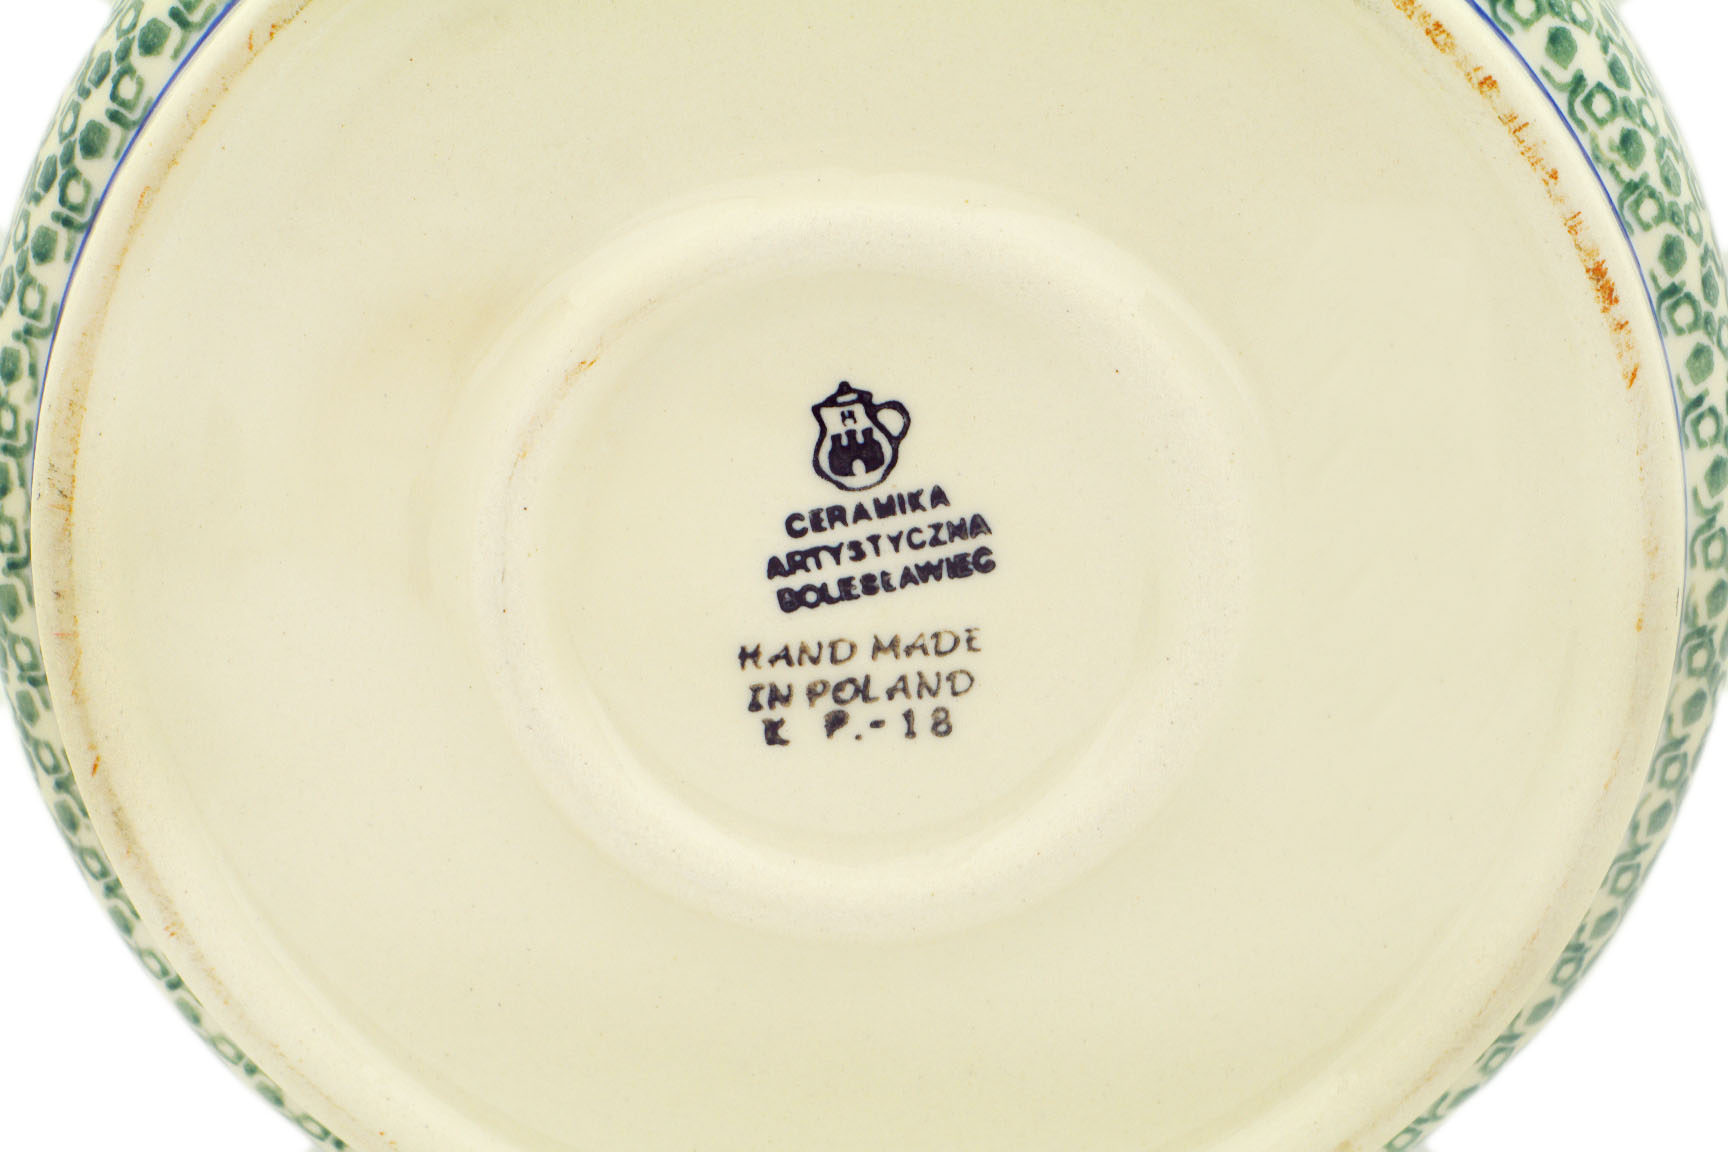 CERAMIKA
ARTYSTYCZNA
BOLESŁAWIEC
HAND MADE
IN POLAND
K P.-18